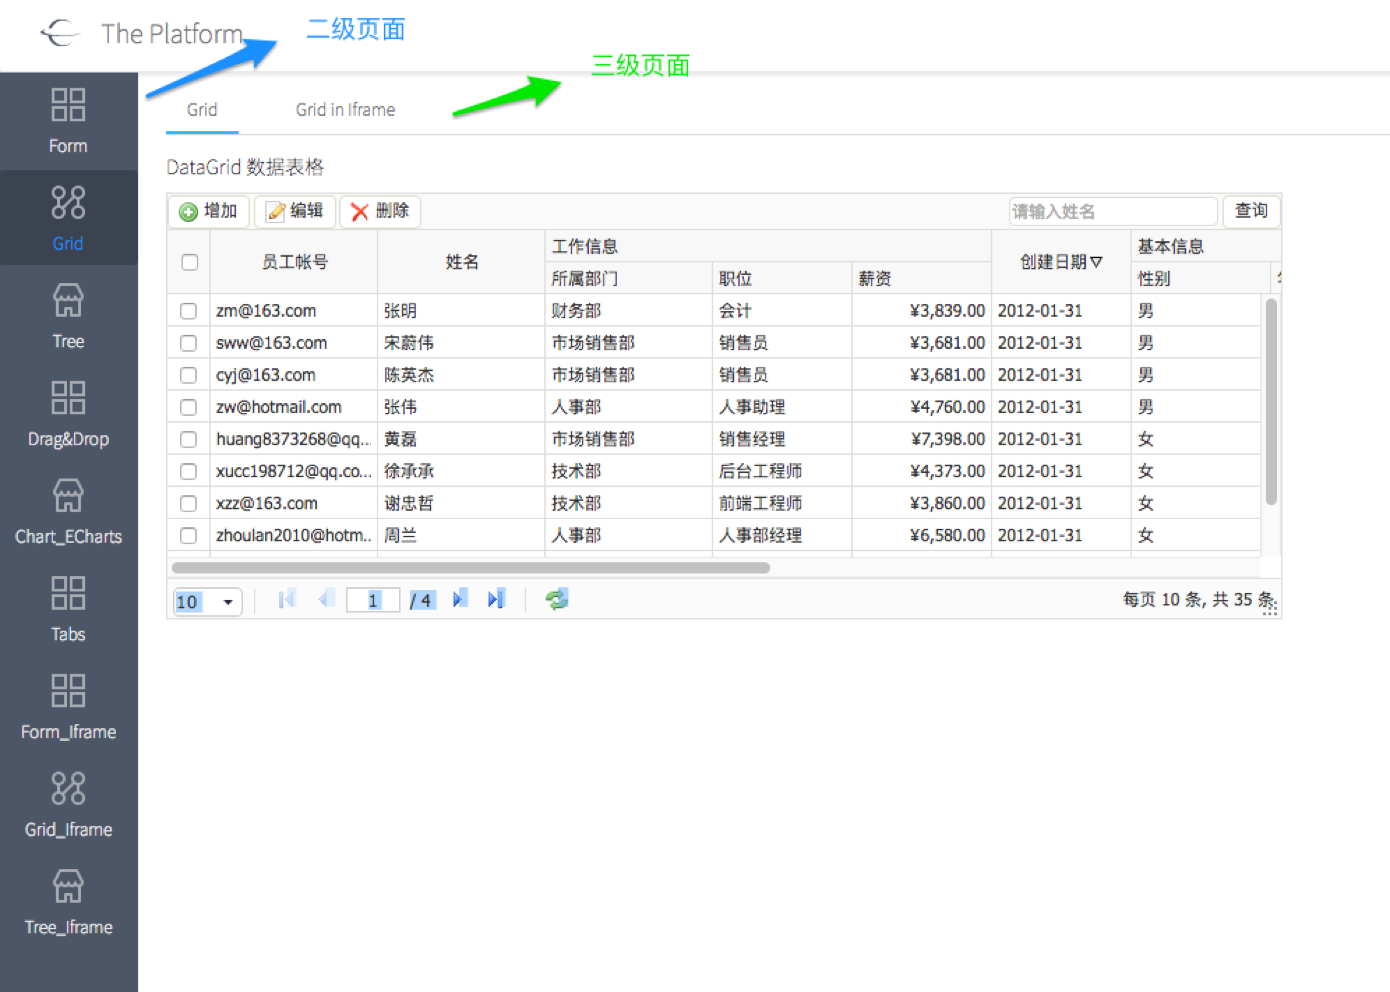 The Platform
二级页面
三级页面
Form
Grid
Tree
Drag&Drop
Chart_ECharts
Tabs
Form_Iframe
Grid_Iframe
Tree_Iframe
Grid Grid in Iframe
DataGrid 数据表格
增加 编辑 删除 请输入姓名 查询
员工帐号 姓名 工作信息 创建日期 基本信息
所属部门 职位 薪资 性别
zm@163.com 张明 财务部 会计 ¥3,839.00 2012-01-31 男
sww@163.com 宋蔚伟 市场销售部 销售员 ¥3,681.00 2012-01-31 男
cyj@163.com 陈英杰 市场销售部 销售员 ¥3,681.00 2012-01-31 男
zw@hotmail.com 张伟 人事部 人事助理 ¥4,760.00 2012-01-31 男
huang8373268@qq... 黄磊 市场销售部 销售经理 ¥7,398.00 2012-01-31 女
xucc198712@qq.co... 徐承承 技术部 后台工程师 ¥4,373.00 2012-01-31 女
xzz@163.com 谢忠哲 技术部 前端工程师 ¥3,860.00 2012-01-31 女
zhoulan2010@hotm... 周兰 人事部 人事部经理 ¥6,580.00 2012-01-31 女
10 1 / 4 每页 10 条, 共 35 条